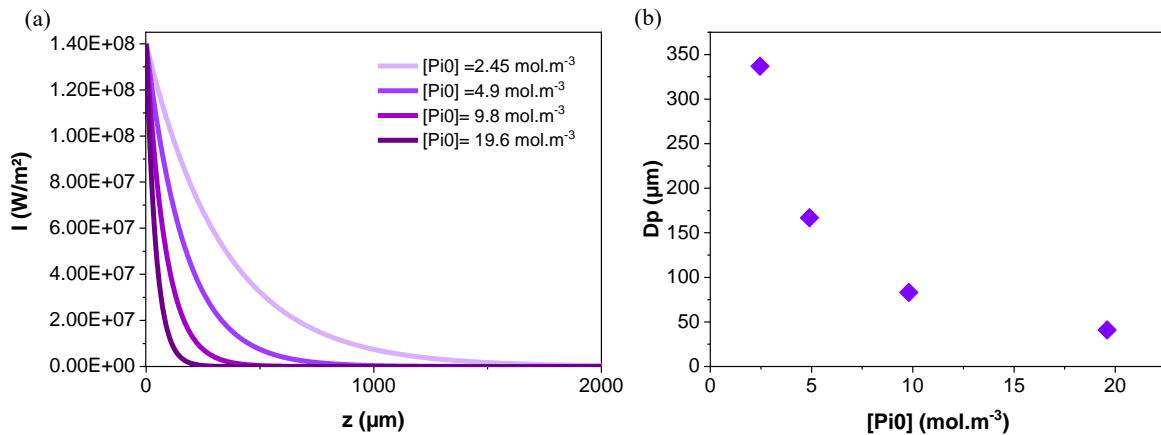 (a)
1.40E+08
1.20E+08
1.00E+08
8.00E+07
6.00E+07
4.00E+07
2.00E+07
0.00E+00
I (W/m²)
[Pi0] =2.45 mol.m⁻³
[Pi0] =4.9 mol.m⁻³
[Pi0]= 9.8 mol.m⁻³
[Pi0]= 19.6 mol.m⁻³
0 1000 2000
z (µm)
(b)
350
300
250
200
150
100
50
0
Dp (µm)
0 5 10 15 20
[Pi0] (mol.m⁻³)